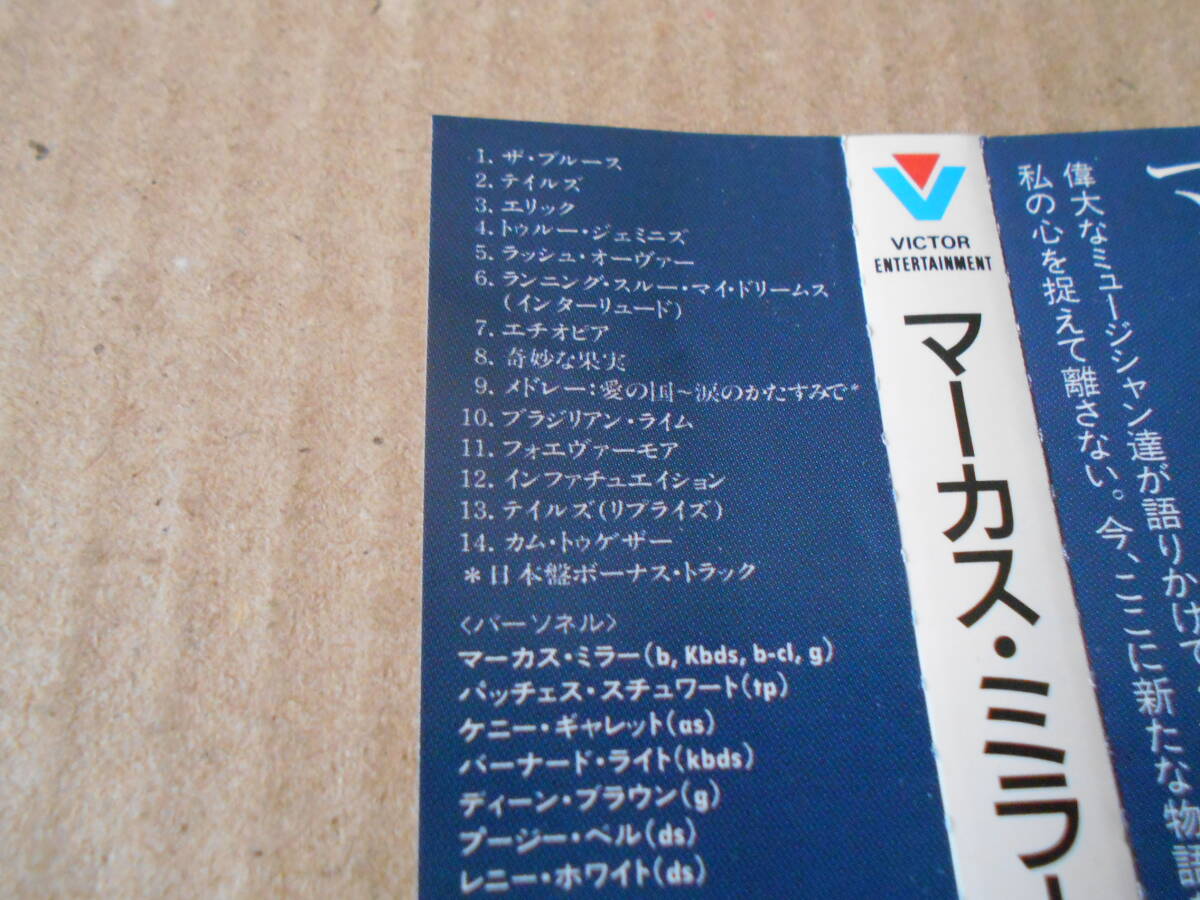 1. ザ・ブルース
2. テイルズ
3. エリック
4. トゥルー・ジェミニズ
5. ラッシュ・オーヴァー
6. ランニング・スルー・マイ・ドリームス
(インターリュード)
7. エチオピア
8. 奇妙な果実
9. メドレー：愛の国〜涙のかたすみで*
10. ブラジリアン・ライム
11. フォエヴァーモア
12. インファチュエイション
13. テイルズ(リプライズ)
14. カム・トゥゲザー
*日本盤ボーナス・トラック
〈パーソネル〉
マーカス・ミラー(b, Kbds, b-cl, g)
パッチェス・スチュワート(tp)
ケニー・ギャレット(as)
バーナード・ライト(kbds)
ディーン・ブラウン(g)
プージー・ベル(ds)
レニー・ホワイト(ds)
VICTOR
ENTERTAINMENT
マーカス・ミラー
マ
偉大なミュージシャン達が語りかけて
私の心を捉えて離さない。今、ここに新たな物語